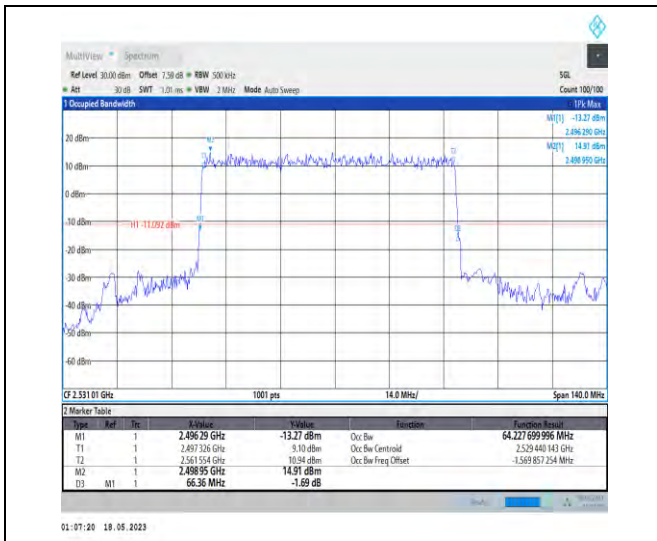 MultiView Spectrum
Ref Level 30.00 dBm Offset 7.59 dB RBW 500 kHz SGL
Att 30 dB SWT 1.01 ms VBW 2 MHz Mode Auto Sweep Count 100/100
1 Occupied Bandwidth 1Pk Max
M1[1] -13.27 dBm
2.496 290 GHz
M2[1] 14.91 dBm
2.498 950 GHz
20 dBm
M2
T1 T2
10 dBm
0 dBm
-10 dBm
H1 -11.092 dBm
M1
D3
-20 dBm
-30 dBm
-40 dBm
-50 dBm
-60 dBm
CF 2.531 01 GHz 1001 pts 14.0 MHz/ Span 140.0 MHz
2 Marker Table
Type Ref Trc X-Value Y-Value Function Function Result
M1 1 2.496 29 GHz -13.27 dBm Occ Bw 64.227 699 996 MHz
T1 1 2.497 326 GHz 9.10 dBm Occ Bw Centroid 2.529 440 143 GHz
T2 1 2.561 554 GHz 10.94 dBm Occ Bw Freq Offset -1.569 857 254 MHz
M2 1 2.498 95 GHz 14.91 dBm
D3 M1 1 66.36 MHz -1.69 dB
01:07:20 18.05.2023